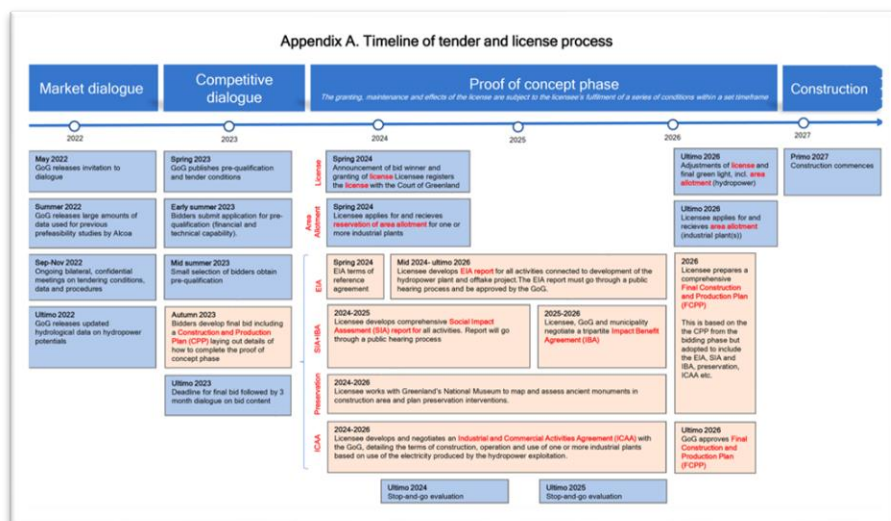 Appendix A. Timeline of tender and license process
Market dialogue
Competitive
dialogue
Proof of concept phase
The granting, maintenance and effects of the license are subject to the licensee's fulfilment of a series of conditions within a set timeframe
Construction
2022
2023
2024
2025
2026
2027
May 2022
GoG releases invitation to
dialogue
Summer 2022
GoG releases large amounts of
data used for previous
prefeasibility studies by Alcoa
Sep-Nov 2022
Ongoing bilateral, confidential
meetings on tendering conditions,
data and procedures
Ultimo 2022
GoG releases updated
hydrological data on hydropower
potentials
Spring 2023
GoG publishes pre-qualification
and tender conditions
Early summer 2023
Bidders submit application for pre-
qualification (financial and
technical capability).
Mid summer 2023
Small selection of bidders obtain
pre-qualification
Autumn 2023
Bidders develop final bid including
a Construction and Production
Plan (CPP) laying out details of
how to complete the proof of
concept phase
Ultimo 2023
Deadline for final bid followed by 3
month dialogue on bid content
License
Spring 2024
Announcement of bid winner and
granting of license Licensee registers
the license with the Court of Greenland
Ultimo 2026
Adjustments of license and
final green light, incl. area
allotment (hydropower)
Primo 2027
Construction commences
Area
Allotment
Spring 2024
Licensee applies for and recieves
reservation of area allotment for one
or more industrial plants
Ultimo 2026
Licensee applies for and
recieves area allotment
(industrial plant(s))
EIA
Spring 2024
EIA terms of
reference
agreement
Mid 2024- ultimo 2026
Licensee develops EIA report for all activities connected to development of the
hydropower plant and offtake project.The EIA report must go through a public
hearing process and be approved by the GoG.
2026
Licensee prepares a
comprehensive
Final Construction
and Production Plan
(FCPP)
This is based on
the CPP from the
bidding phase but
adopted to include
the EIA, SIA and
IBA, preservation,
ICAA etc.
SIA+IBA
2024-2025
Licensee develops comprehensive Social Impact
Assesment (SIA) report for all activities. Report will go
through a public hearing process
2025-2026
Licensee, GoG and municipality
negotiate a tripartite Impact Benefit
Agreement (IBA)
Preservation
2024-2026
Licensee works with Greenland's National Museum to map and assess ancient monuments in
construction area and plan preservation interventions.
ICAA
2024-2026
Licensee develops and negotiates an Industrial and Commercial Activities Agreement (ICAA) with
the GoG, detailing the terms of construction, operation and use of one or more industrial plants
based on use of the electricity produced by the hydropower exploitation.
Ultimo 2026
GoG approves Final
Construction and
Production Plan
(FCPP)
Ultimo 2024
Stop-and-go evaluation
Ultimo 2025
Stop-and-go evaluation